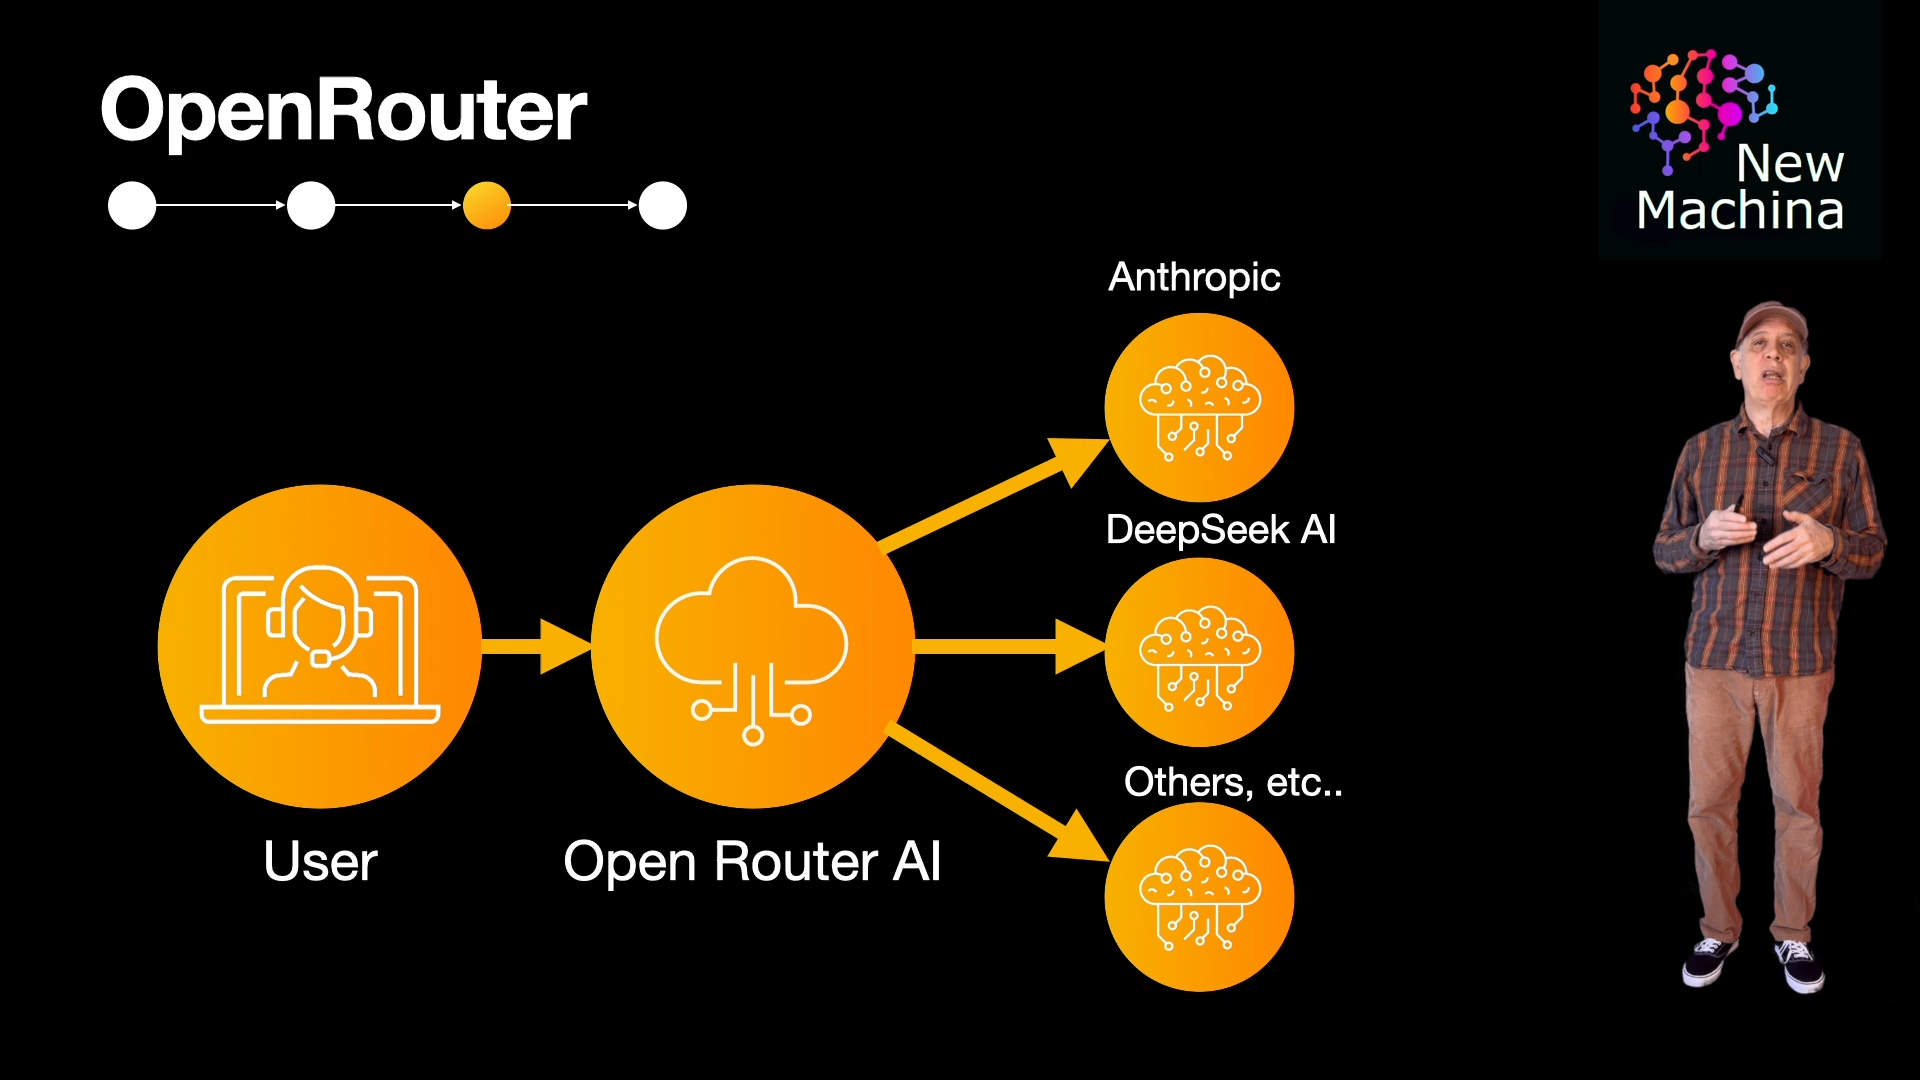 OpenRouter
New
Machina
Anthropic
DeepSeek AI
Others, etc..
User
Open Router AI